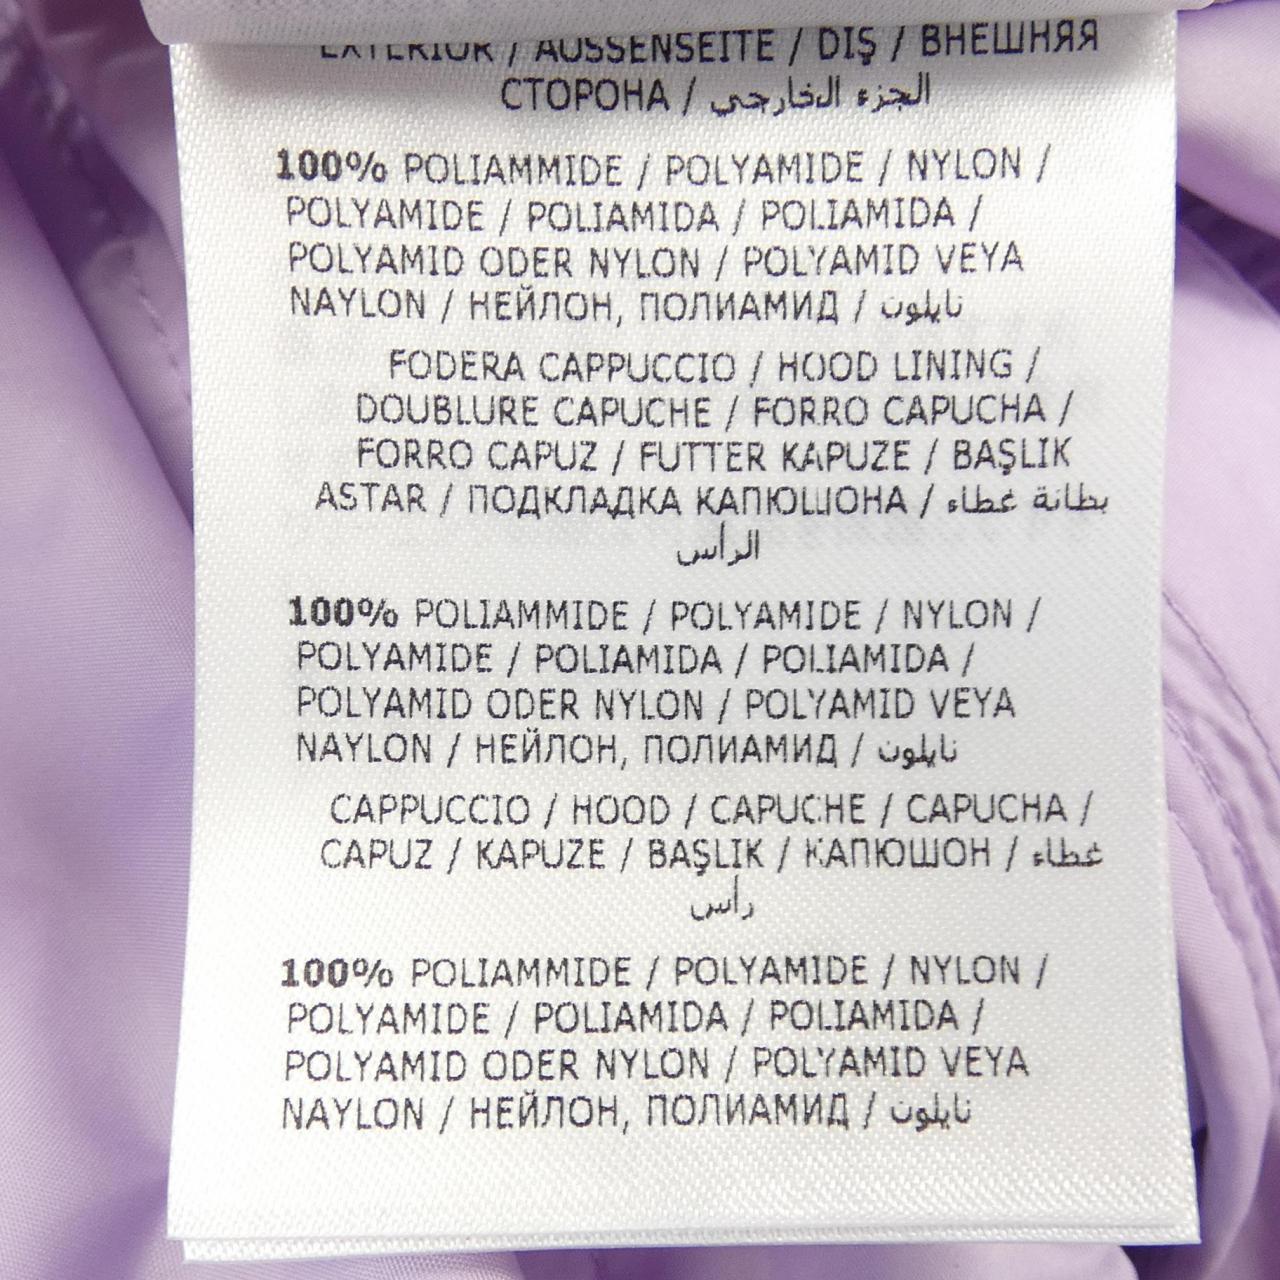 EXTERIOR / AUSSENSEITE / DIŞ / ВНЕШНЯЯ
СТОРОНА / الجزء الخارجي
100% POLIAMMIDE / POLYAMIDE / NYLON /
POLYAMIDE / POLIAMIDA / POLIAMIDA /
POLYAMID ODER NYLON / POLYAMID VEYA
NAYLON / НЕЙЛОН, ПОЛИАМИД / نايلون
FODERA CAPPUCCIO / HOOD LINING /
DOUBLURE CAPUCHE / FORRO CAPUCHA /
FORRO CAPUZ / FUTTER KAPUZE / BAŞLIK
ASTAR / ПОДКЛАДКА КАПЮШОНА / بطانة غطاء
الرأس
100% POLIAMMIDE / POLYAMIDE / NYLON /
POLYAMIDE / POLIAMIDA / POLIAMIDA /
POLYAMID ODER NYLON / POLYAMID VEYA
NAYLON / НЕЙЛОН, ПОЛИАМИД / نايلون
CAPPUCCIO / HOOD / CAPUCHE / CAPUCHA /
CAPUZ / KAPUZE / BAŞLIK / КАПЮШОН / غطاء
رأس
100% POLIAMMIDE / POLYAMIDE / NYLON /
POLYAMIDE / POLIAMIDA / POLIAMIDA /
POLYAMID ODER NYLON / POLYAMID VEYA
NAYLON / НЕЙЛОН, ПОЛИАМИД / نايلون